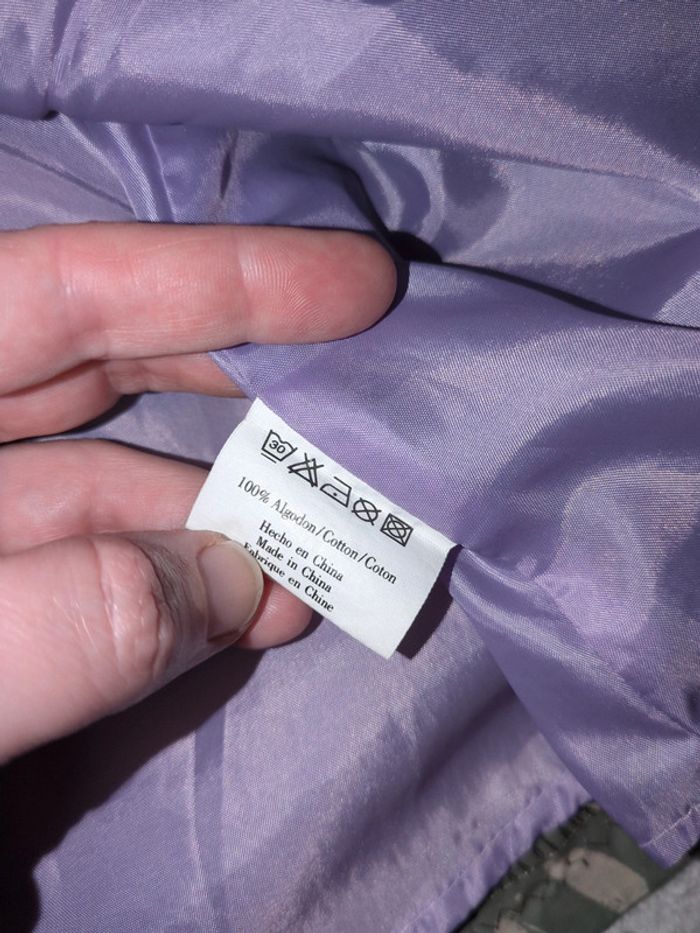 30
100% Algodon/Cotton/Coton
Hecho en China
Made in China
Fabrique en Chine